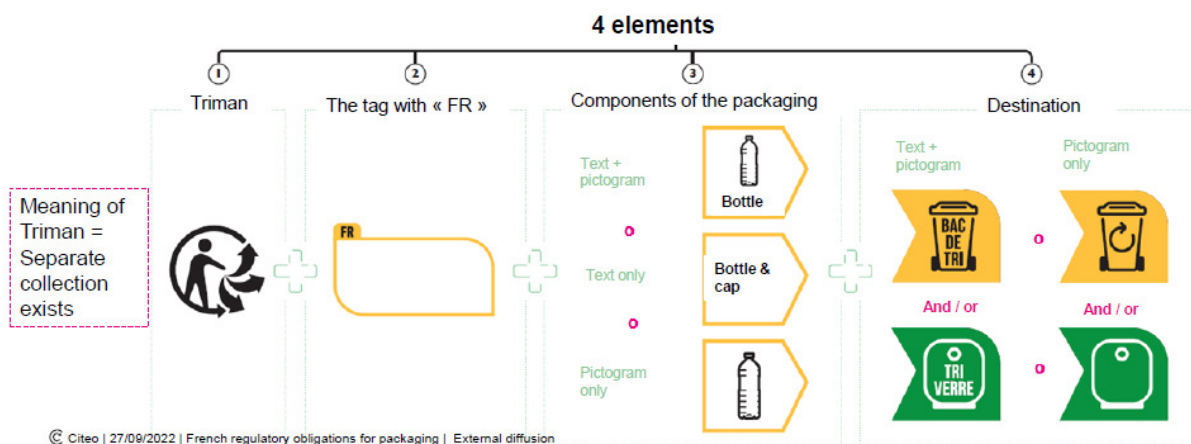 4 elements
1
2
3
4
Triman
The tag with « FR »
Components of the packaging
Destination
Meaning of
Triman =
Separate
collection
exists
FR
Text +
pictogram
o
Text only
o
Pictogram
only
Bottle
Bottle &
cap
Text +
pictogram
Pictogram
only
BAC
DE
TRI
o
And / or
And / or
TRI
VERRE
o
© Citeo | 27/09/2022 | French regulatory obligations for packaging | External diffusion